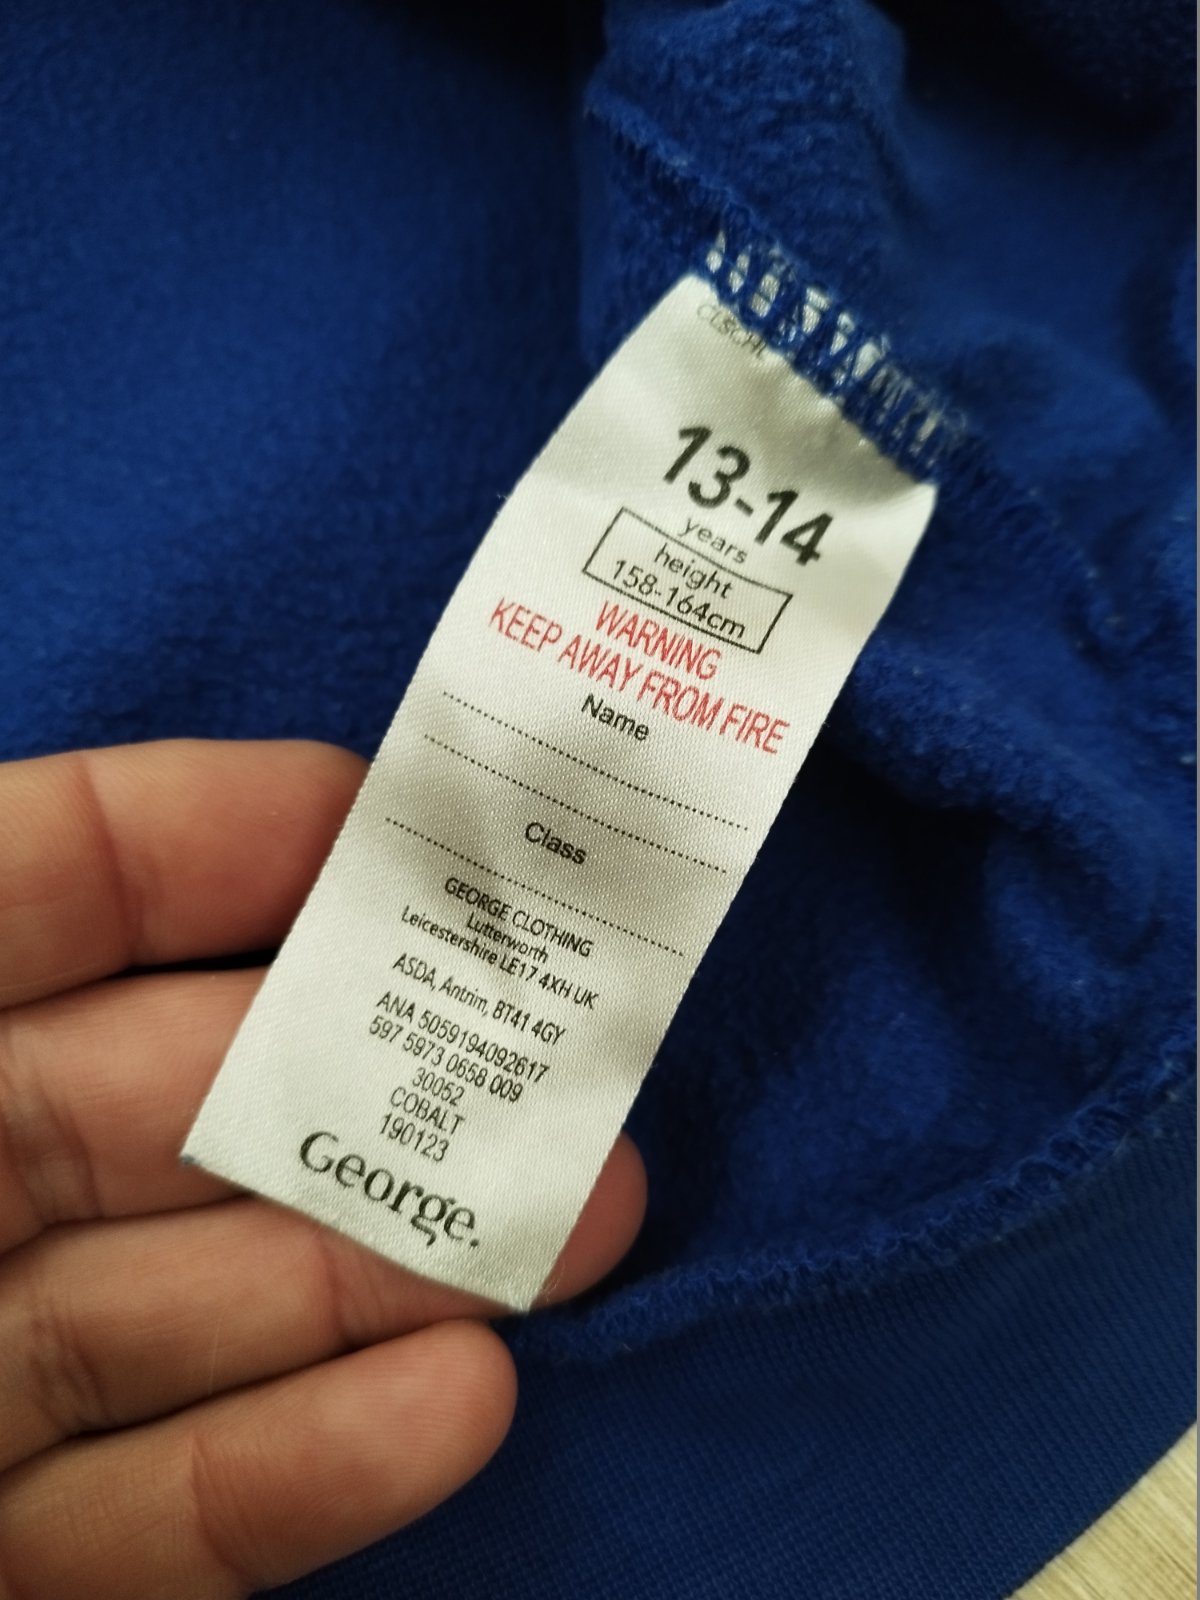 13-14
years
height
158-164cm
WARNING
KEEP AWAY FROM FIRE
Name
Class
GEORGE CLOTHING
Lutterworth
Leicestershire LE17 4XH UK
ASDA, Antrim, BT41 4GY
ANA 5059194092617
597 5973 0658 009
30052
COBALT
190123
George.